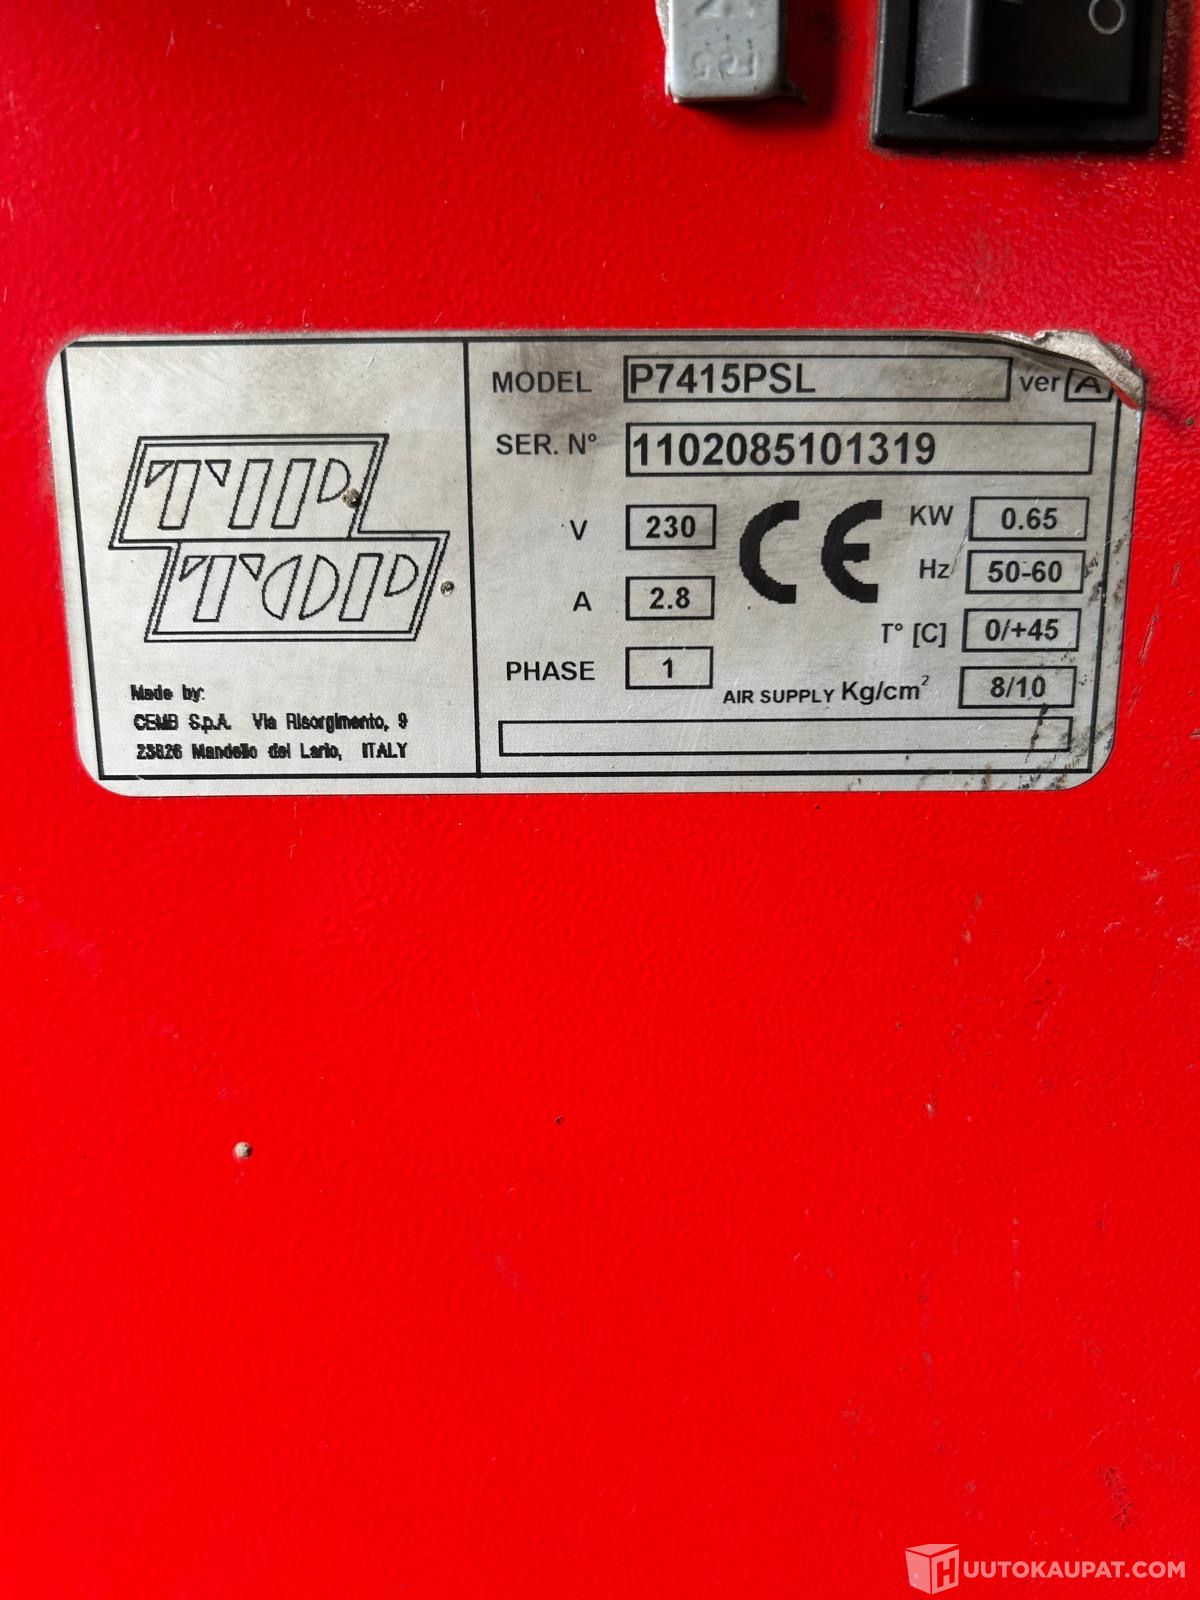 O
MODEL P7415PSL ver A
SER. N° 1102085101319
TIP
TOP
V 230
CE
KW 0.65
Hz 50-60
A 2.8
T° [C] 0/+45
PHASE 1
AIR SUPPLY Kg/cm² 8/10
Made by:
CEMB S.p.A. Via Risorgimento, 9
23826 Mandello del Lario, ITALY
HUUTOKAUPAT.COM